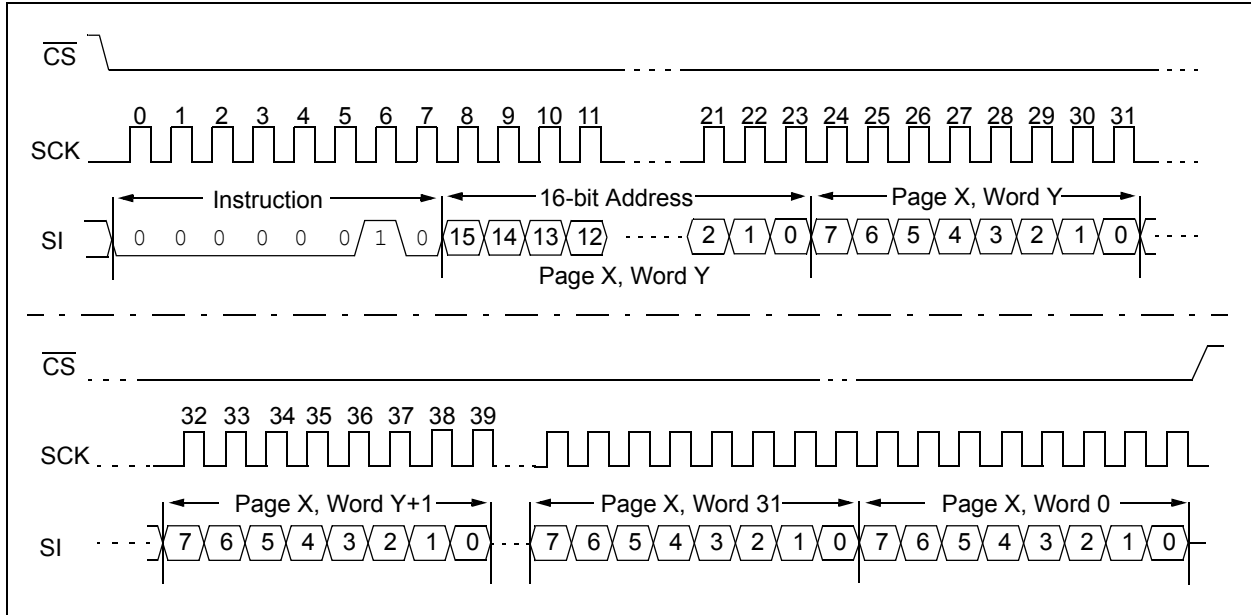 CS
0 1 2 3 4 5 6 7 8 9 10 11 21 22 23 24 25 26 27 28 29 30 31
SCK
Instruction 16-bit Address Page X, Word Y
SI 0 0 0 0 0 0 1 0 15 14 13 12 2 1 0 7 6 5 4 3 2 1 0
Page X, Word Y
CS
32 33 34 35 36 37 38 39
SCK
Page X, Word Y+1 Page X, Word 31 Page X, Word 0
SI 7 6 5 4 3 2 1 0 7 6 5 4 3 2 1 0 7 6 5 4 3 2 1 0